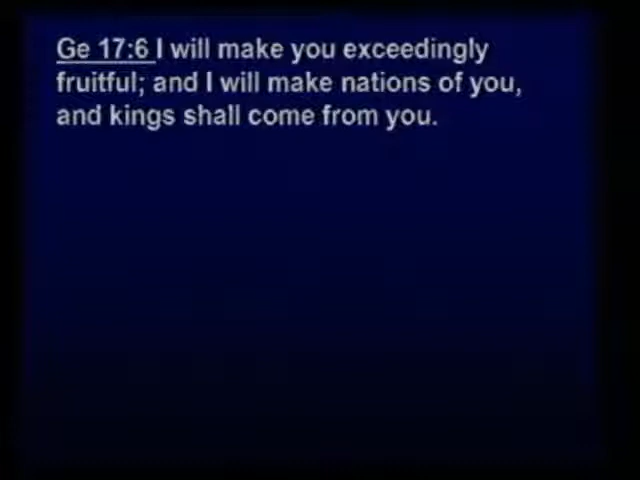 Ge 17:6 I will make you exceedingly
fruitful; and I will make nations of you,
and kings shall come from you.